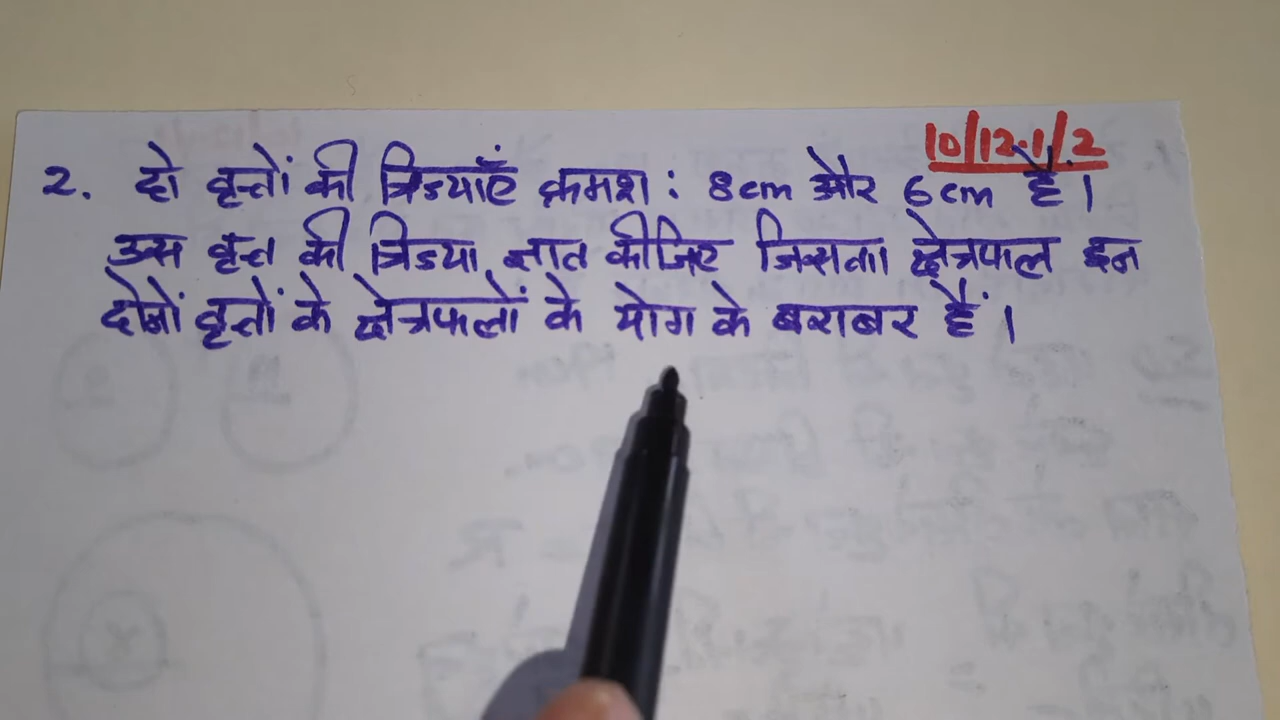 10/12.1/2
2. दो वृत्तों की त्रिज्याएँ क्रमश: 8cm और 6cm हैं।
उस वृत्त की त्रिज्या ज्ञात कीजिए जिसका क्षेत्रफल इन
दोनों वृत्तों के क्षेत्रफलों के योग के बराबर हैं।